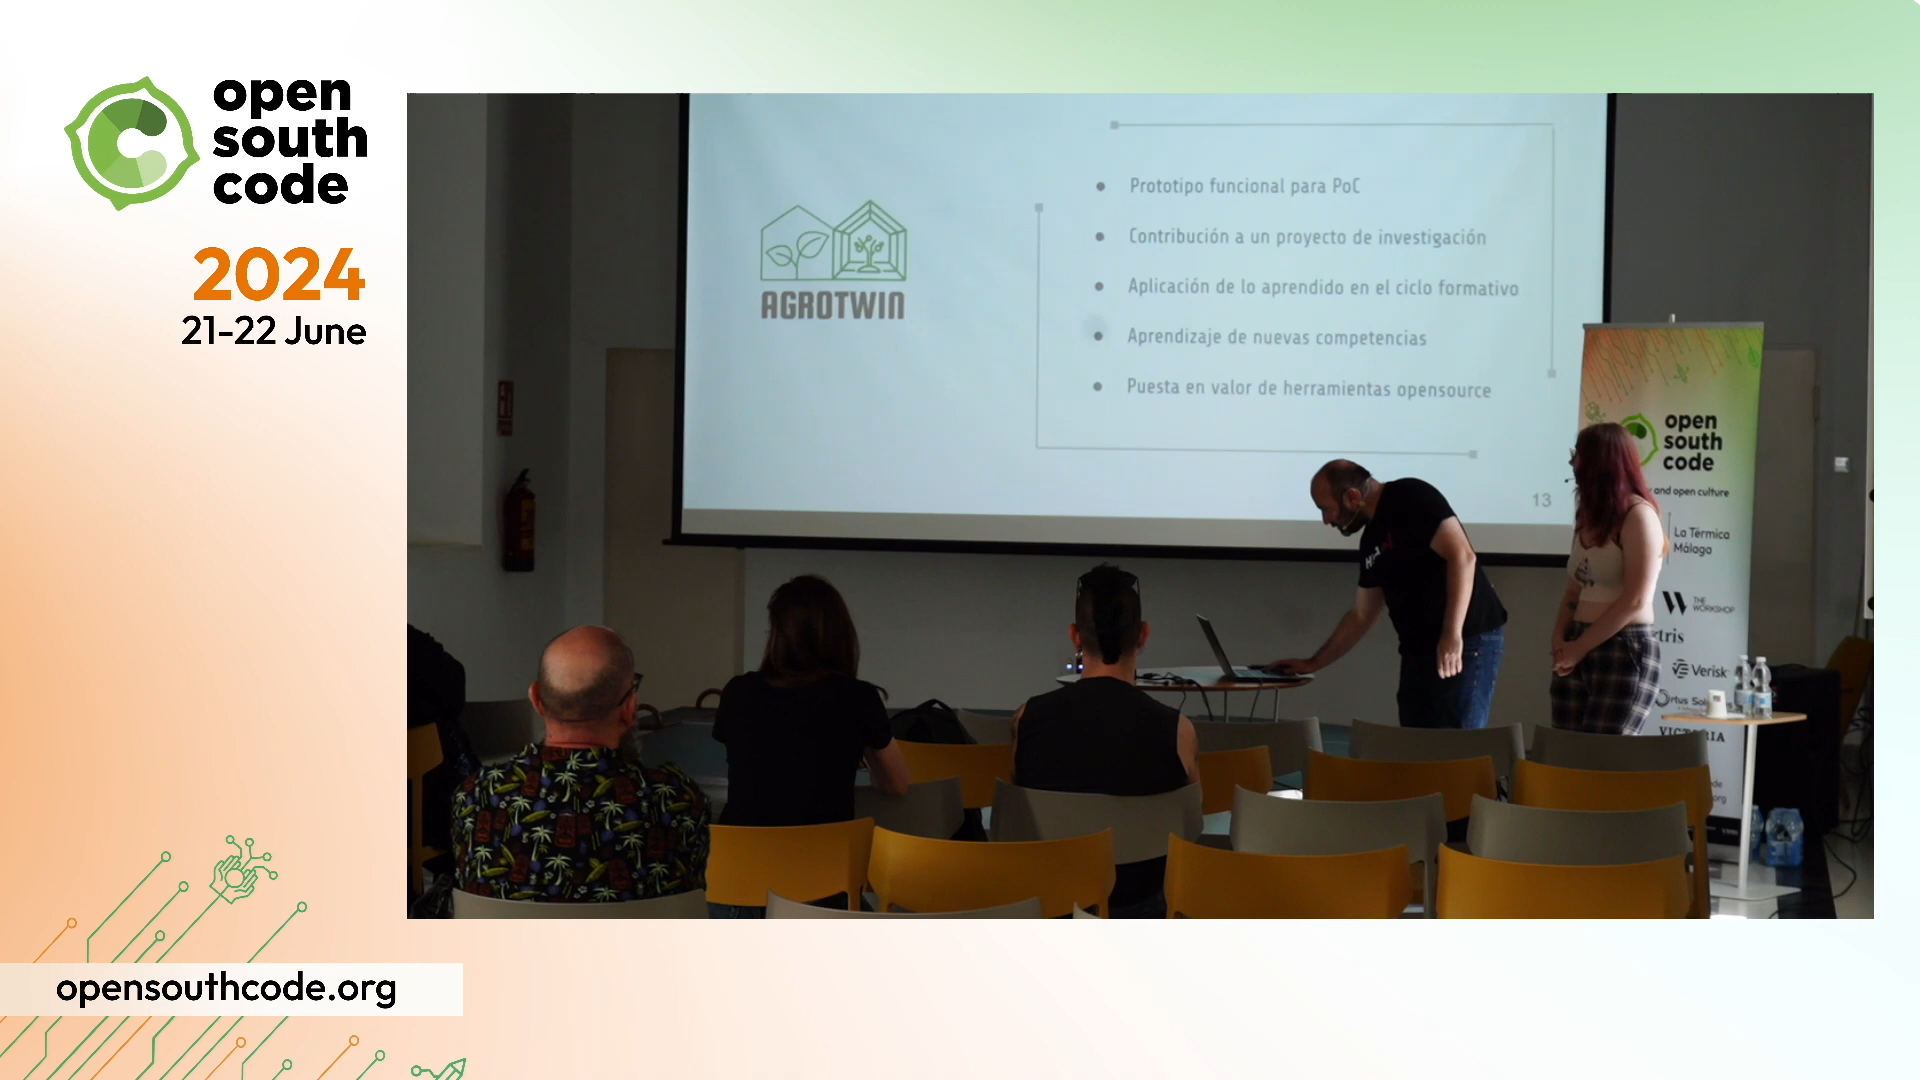 open
south
code
2024
21-22 June
Prototipo funcional para PoC
Contribución a un proyecto de investigación
Aplicación de lo aprendido en el ciclo formativo
Aprendizaje de nuevas competencias
Puesta en valor de herramientas opensource
AGROTWIN
13
open
south
code
and open culture
La Térmica
Málaga
THE
WORKSHOP
Verisk
opensouthcode.org